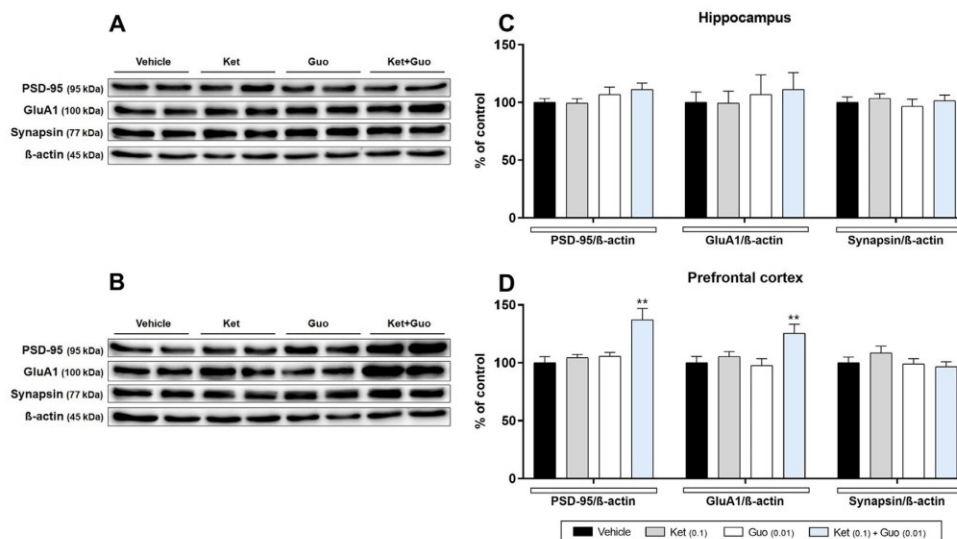 A
Vehicle Ket Guo Ket+Guo
PSD-95 (95 kDa)
GluA1 (100 kDa)
Synapsin (77 kDa)
ß-actin (45 kDa)
B
Vehicle Ket Guo Ket+Guo
PSD-95 (95 kDa)
GluA1 (100 kDa)
Synapsin (77 kDa)
ß-actin (45 kDa)
C
Hippocampus
% of control
150
100
50
0
PSD-95/ß-actin GluA1/ß-actin Synapsin/ß-actin
D
Prefrontal cortex
% of control
150
100
50
0
** **
PSD-95/ß-actin GluA1/ß-actin Synapsin/ß-actin
Vehicle Ket (0.1) Guo (0.01) Ket (0.1) + Guo (0.01)